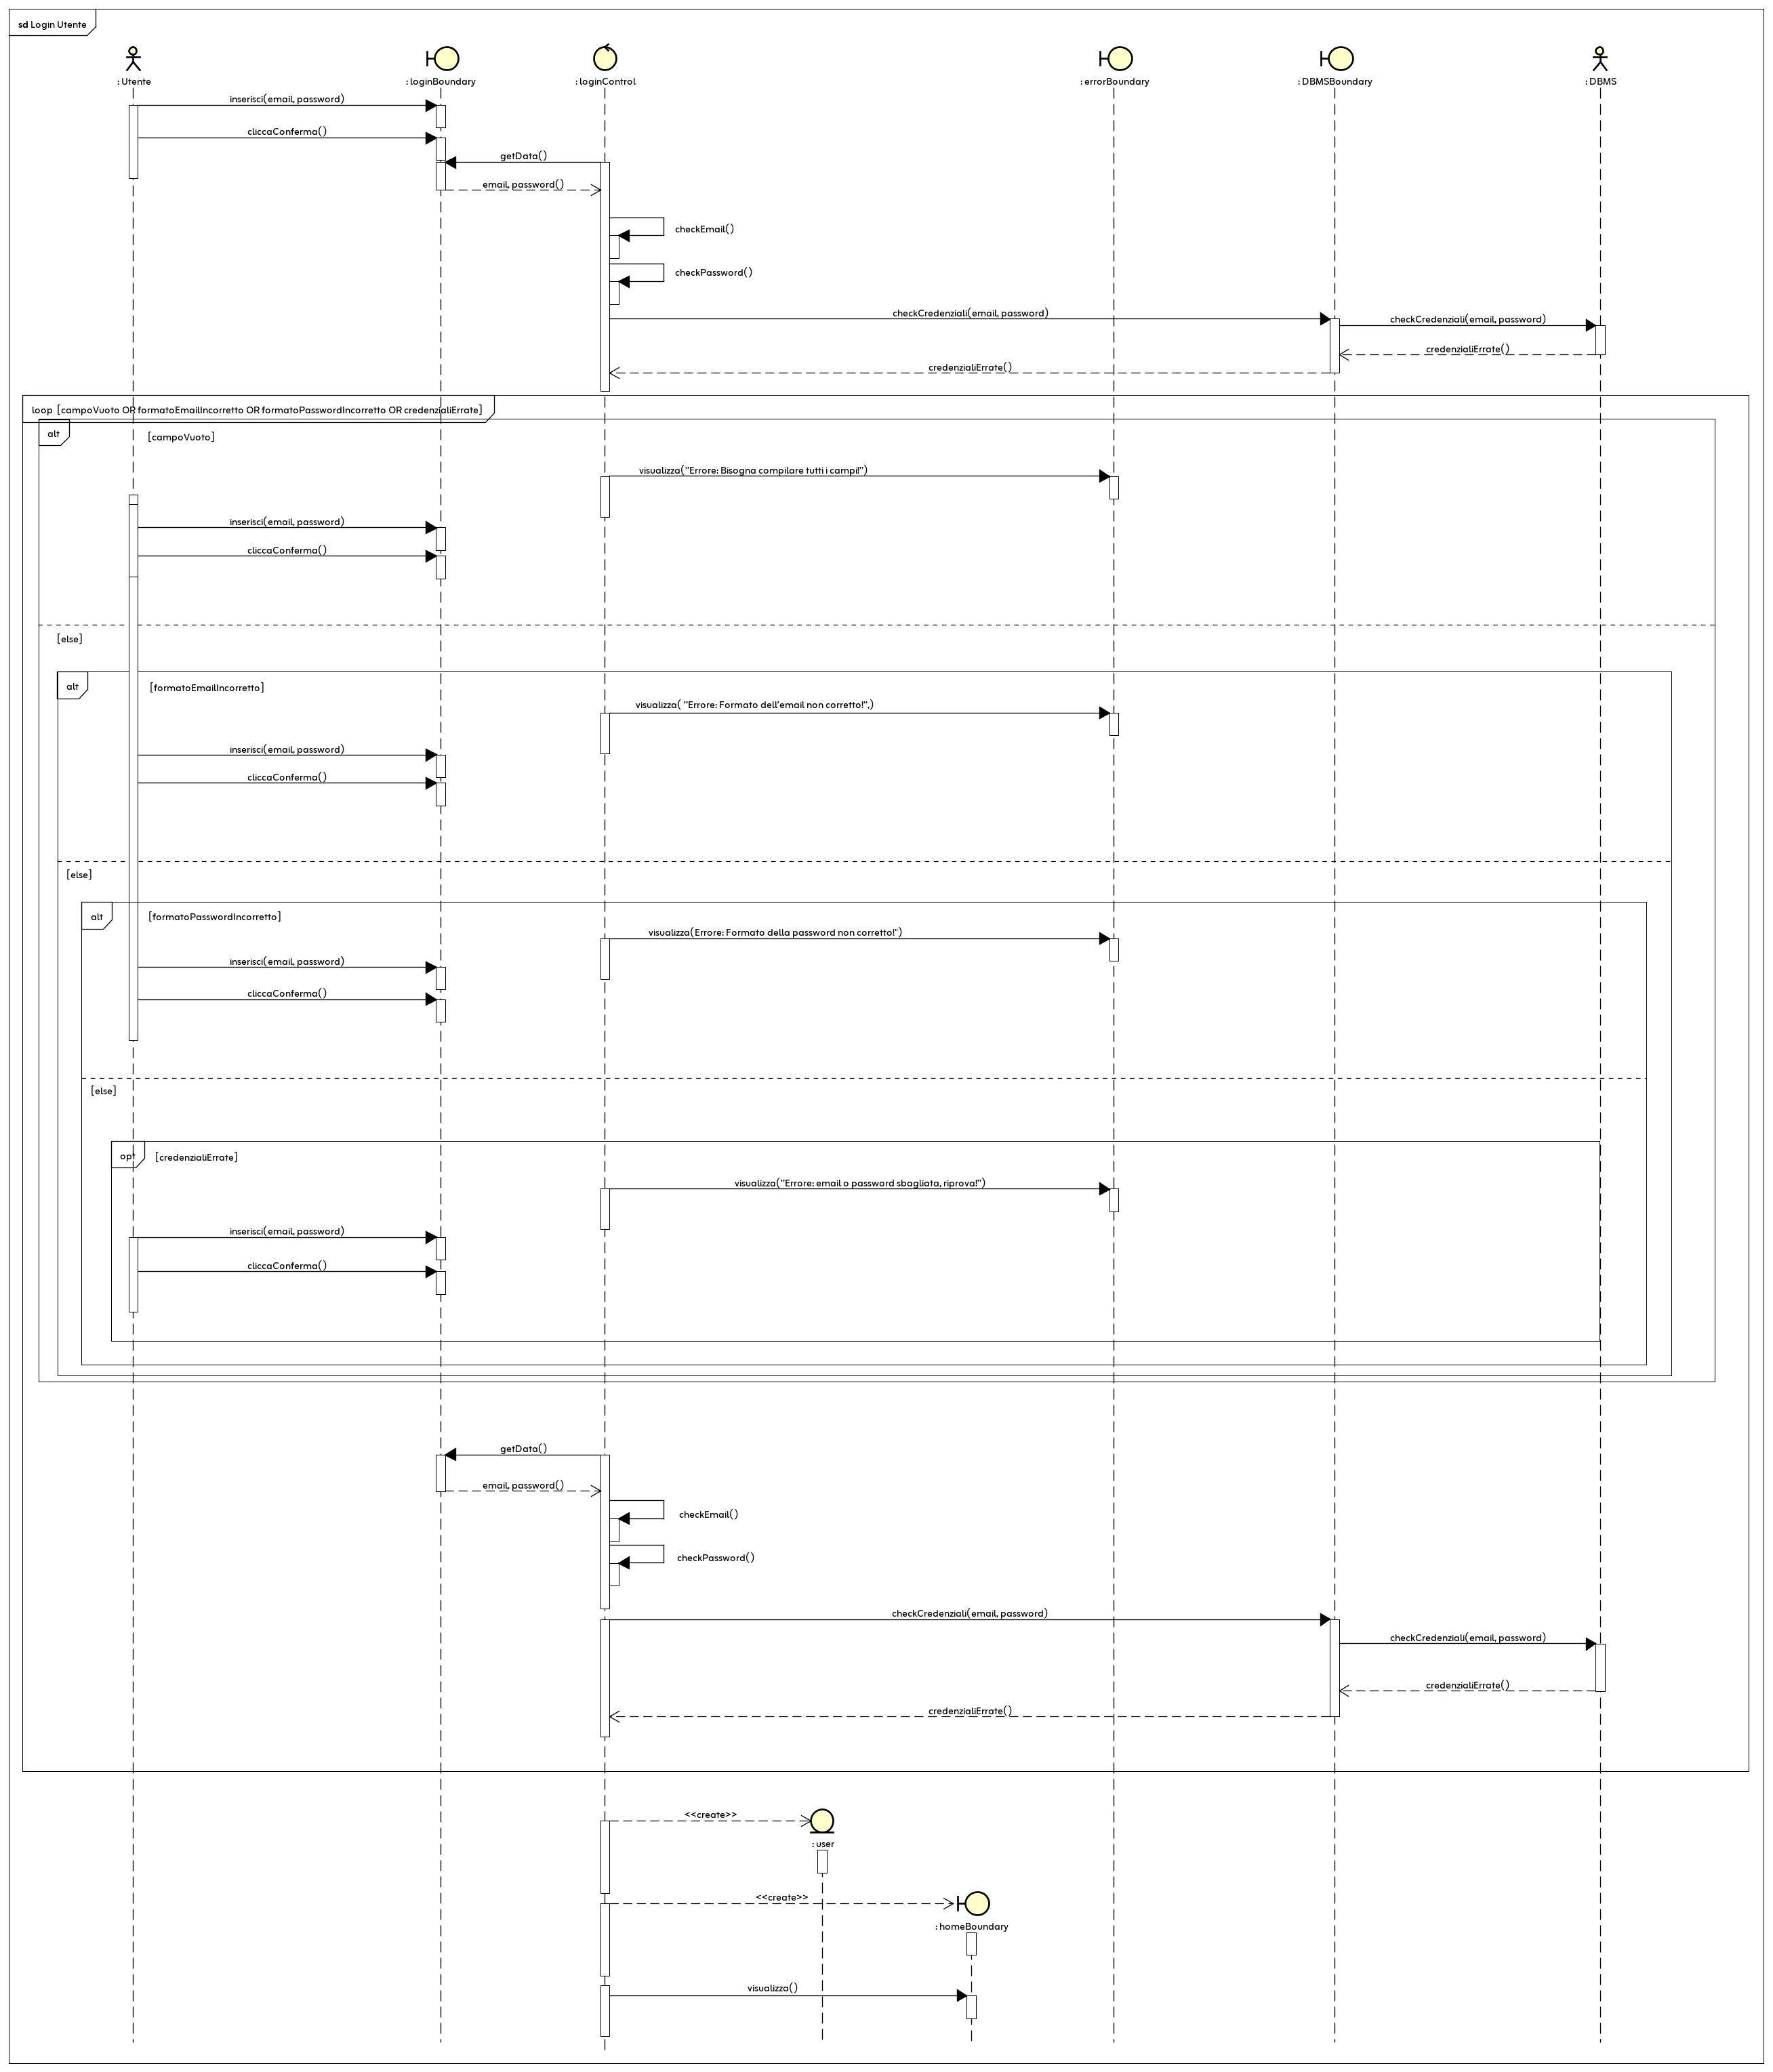 sd Login Utente
: Utente
: loginBoundary
: loginControl
: errorBoundary
: DBMSBoundary
: DBMS
inserisci(email, password)
cliccaConferma()
getData()
email, password()
checkEmail()
checkPassword()
checkCredenziali(email, password)
checkCredenziali(email, password)
credenzialiErrate()
credenzialiErrate()
loop [campoVuoto OR formatoEmailIncorretto OR formatoPasswordIncorretto OR credenzialiErrate]
alt
[campoVuoto]
visualizza("Errore: Bisogna compilare tutti i campi!")
inserisci(email, password)
cliccaConferma()
[else]
alt
[formatoEmailIncorretto]
visualizza( "Errore: Formato dell'email non corretto!",)
inserisci(email, password)
cliccaConferma()
[else]
alt
[formatoPasswordIncorretto]
visualizza(Errore: Formato della password non corretto!")
inserisci(email, password)
cliccaConferma()
[else]
opt
[credenzialiErrate]
visualizza("Errore: email o password sbagliata, riprova!")
inserisci(email, password)
cliccaConferma()
getData()
email, password()
checkEmail()
checkPassword()
checkCredenziali(email, password)
checkCredenziali(email, password)
credenzialiErrate()
credenzialiErrate()
<<create>>
: user
<<create>>
: homeBoundary
visualizza()